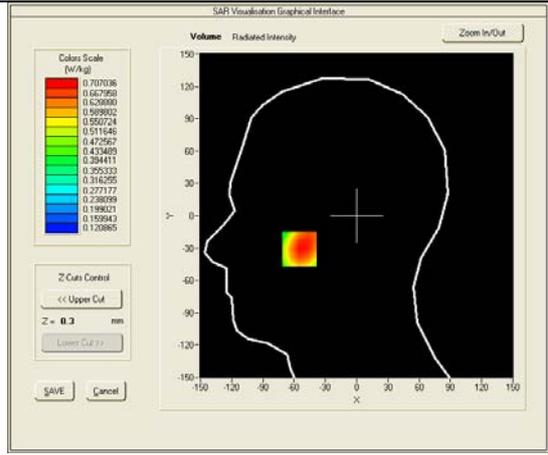 SAR Visualisation Graphical Interface
Volume Radiated Intensity
Zoom In/Out
Colors Scale
(W/kg)
0.707036
0.667958
0.628880
0.589802
0.550724
0.511646
0.472567
0.433489
0.394411
0.355333
0.316255
0.277177
0.238099
0.199021
0.159943
0.120865
Z Cuts Control
<< Upper Cut
Z = 0.3 mm
Lower Cut >>
SAVE Cancel
Y
150
120
90
60
30
0
-30
-60
-90
-120
-150
-150 -120 -90 -60 -30 0 30 60 90 120 150
X